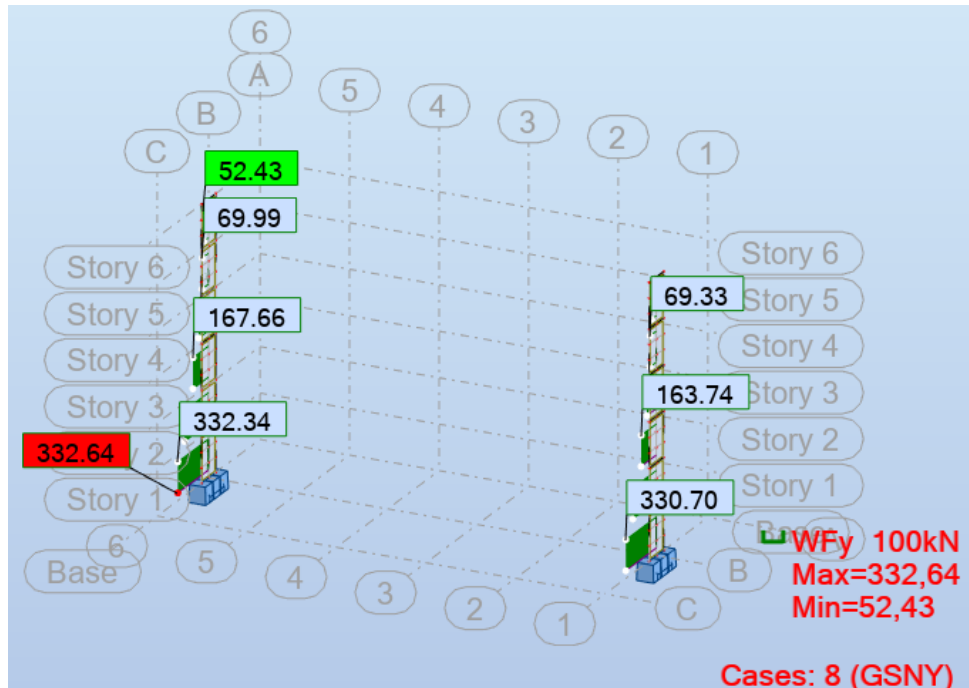 6
A
5
B
4
3
C
2
1
52.43
69.99
Story 6
Story 6
69.33
Story 5
Story 5
167.66
Story 4
Story 4
163.74
Story 3
Story 3
332.34
332.64
2
Story 2
Story 1
Story 1
330.70
Base
WFy 100kN
Max=332,64
Min=52,43
6
5
4
3
2
1
B
C
Base
Cases: 8 (GSNY)